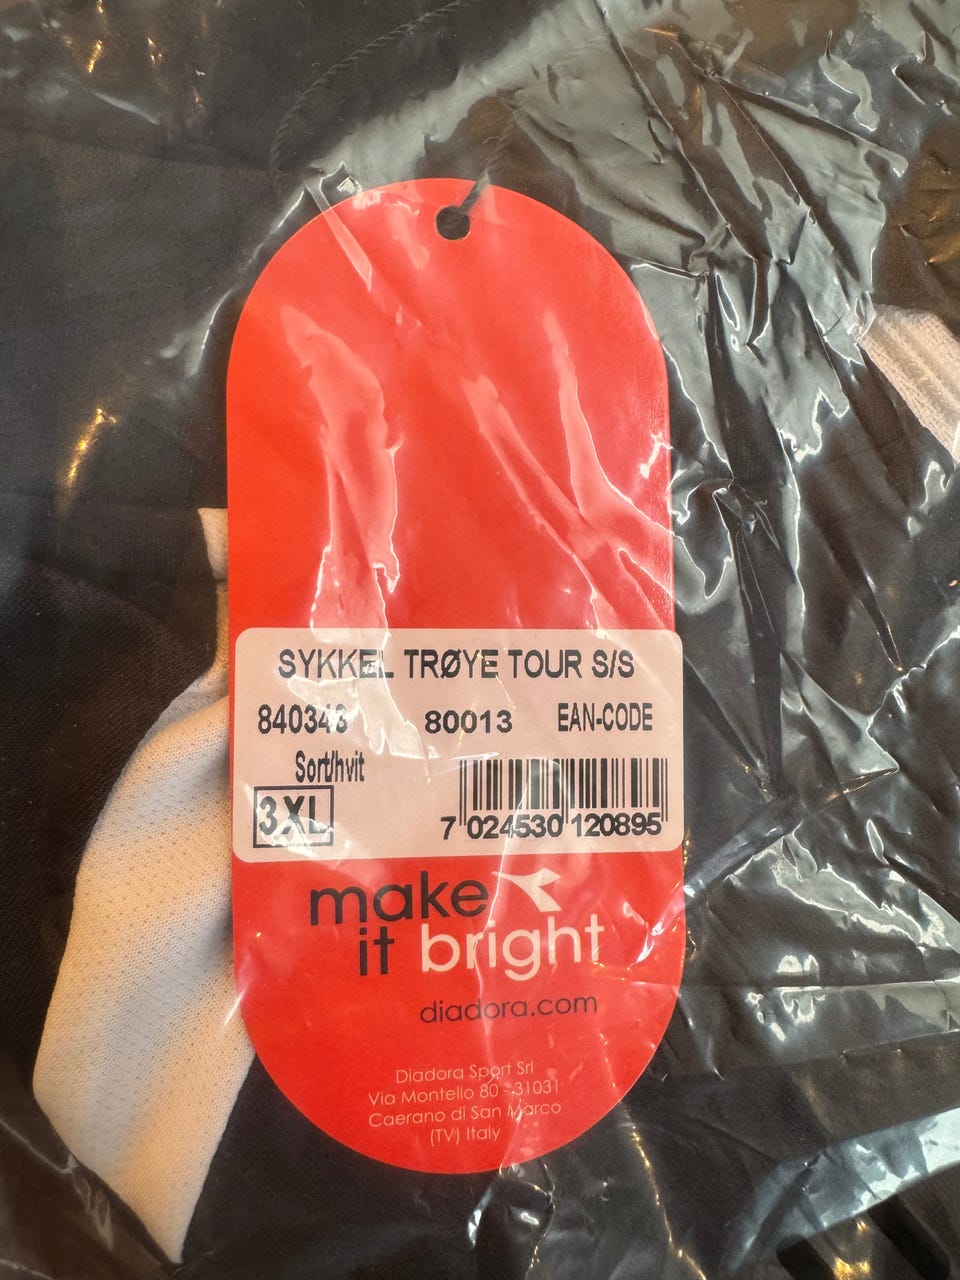 SYKKEL TRØYE TOUR S/S
840343 80013 EAN-CODE
Sort/hvit
3XL
7 024530 120895
make
it bright
diadora.com
Diadora Sport Srl
Via Montello 80 - 31031
Caerano di San Marco
(TV) Italy